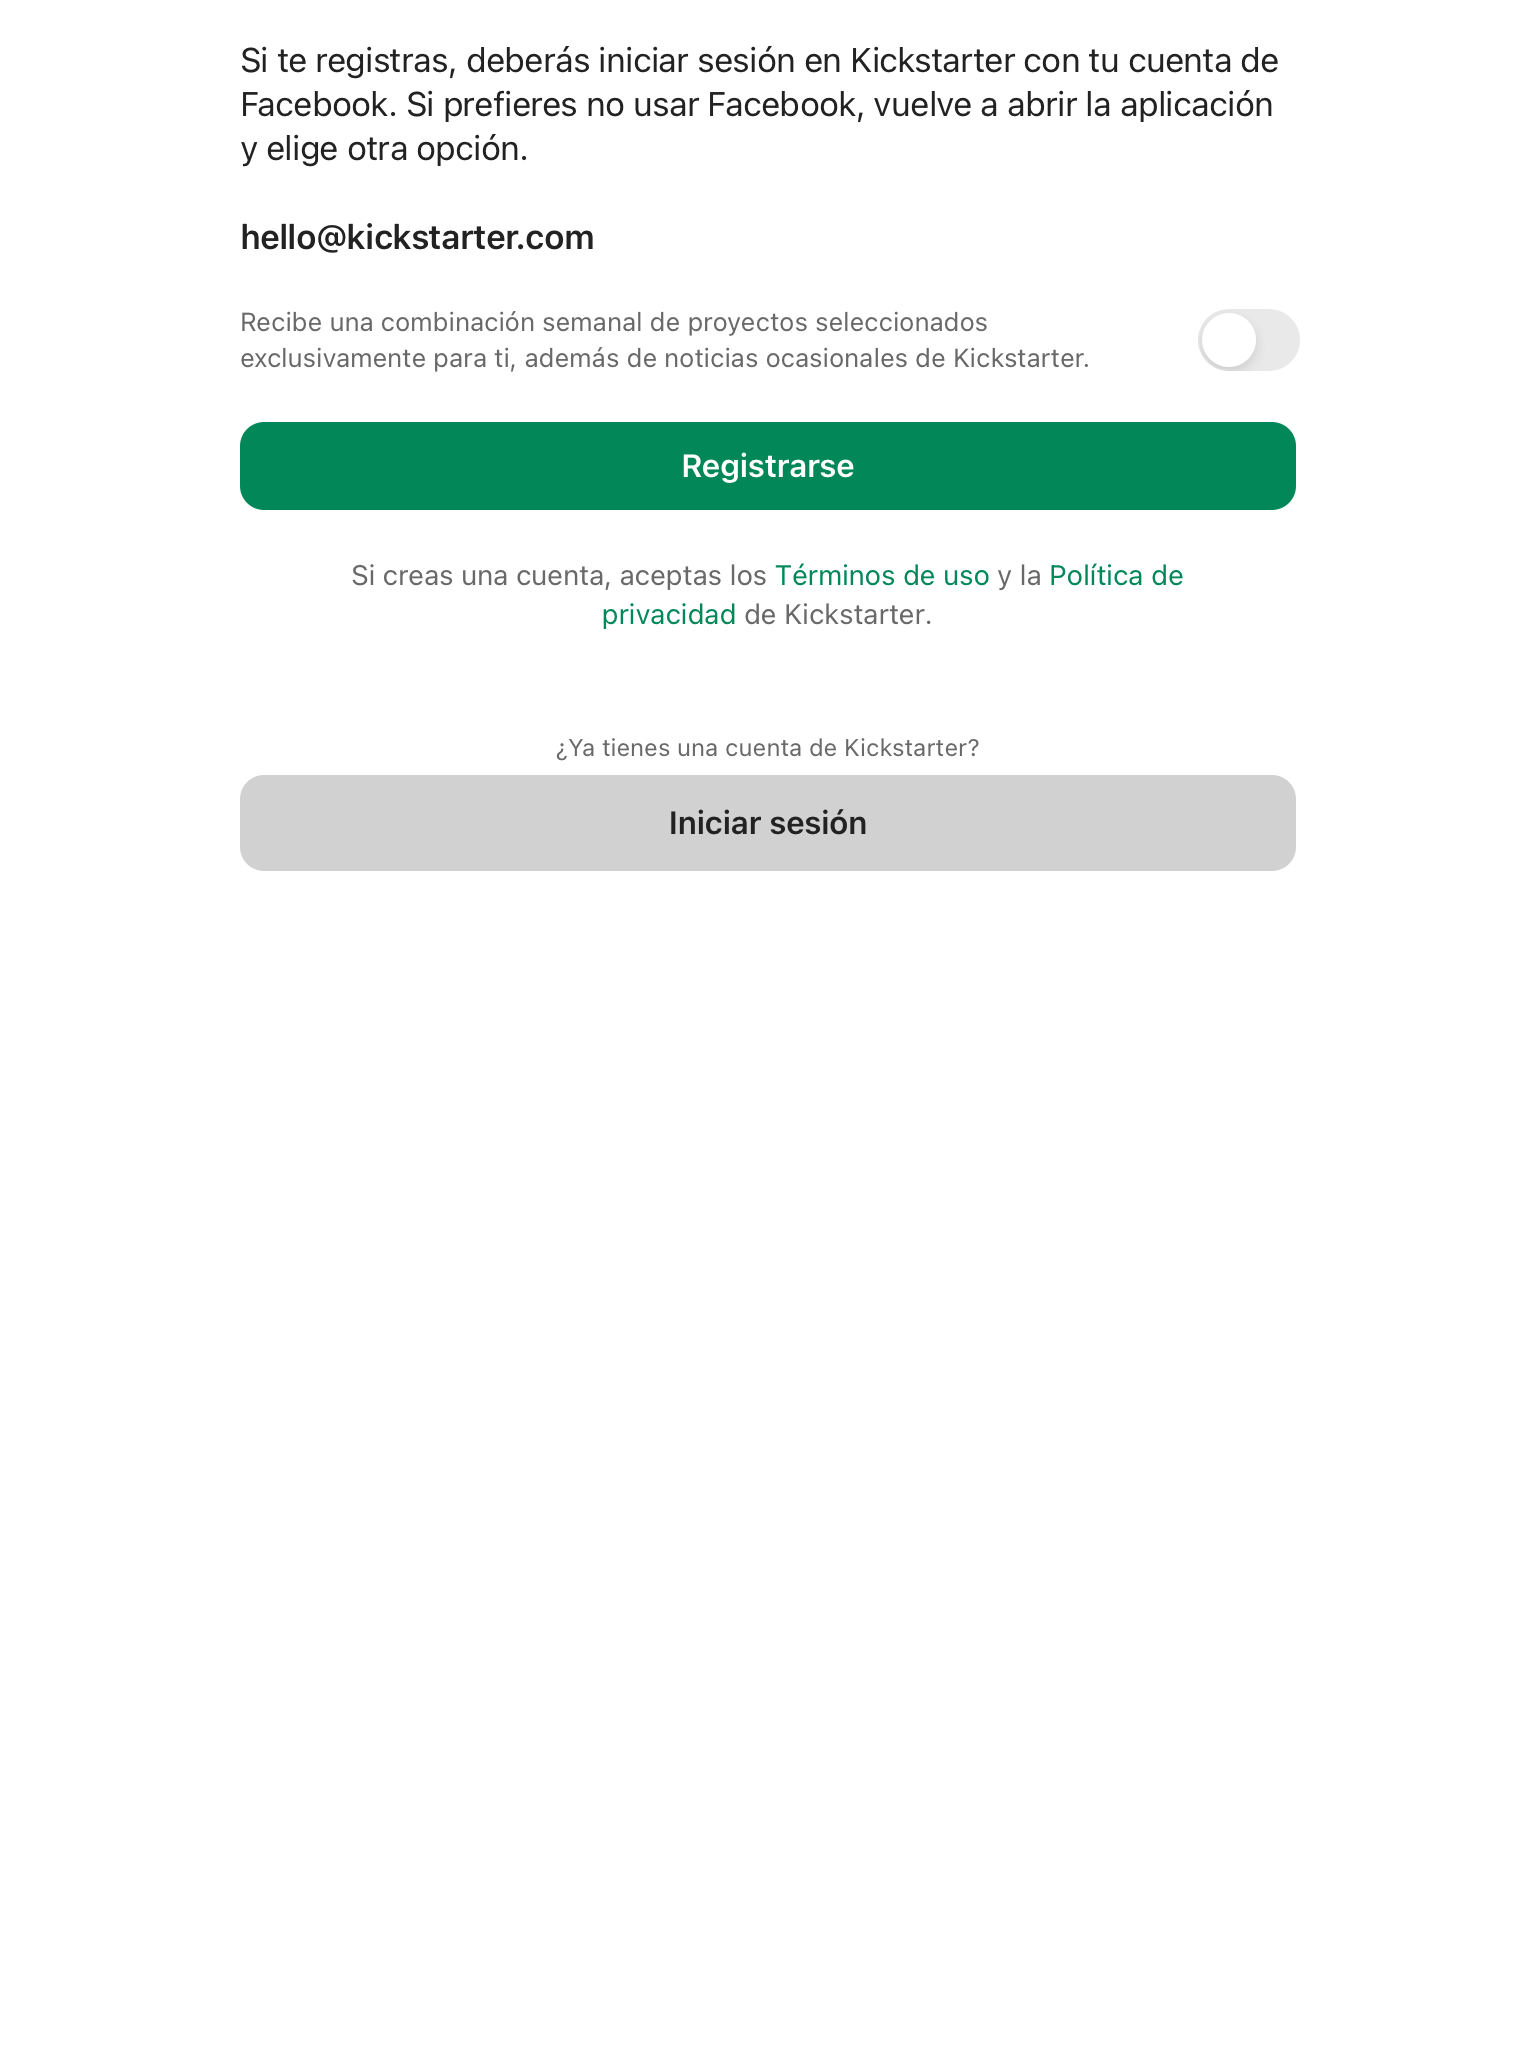 Si te registras, deberás iniciar sesión en Kickstarter con tu cuenta de
Facebook. Si prefieres no usar Facebook, vuelve a abrir la aplicación
y elige otra opción.
hello@kickstarter.com
Recibe una combinación semanal de proyectos seleccionados
exclusivamente para ti, además de noticias ocasionales de Kickstarter.
Registrarse
Si creas una cuenta, aceptas los Términos de uso y la Política de
privacidad de Kickstarter.
¿Ya tienes una cuenta de Kickstarter?
Iniciar sesión